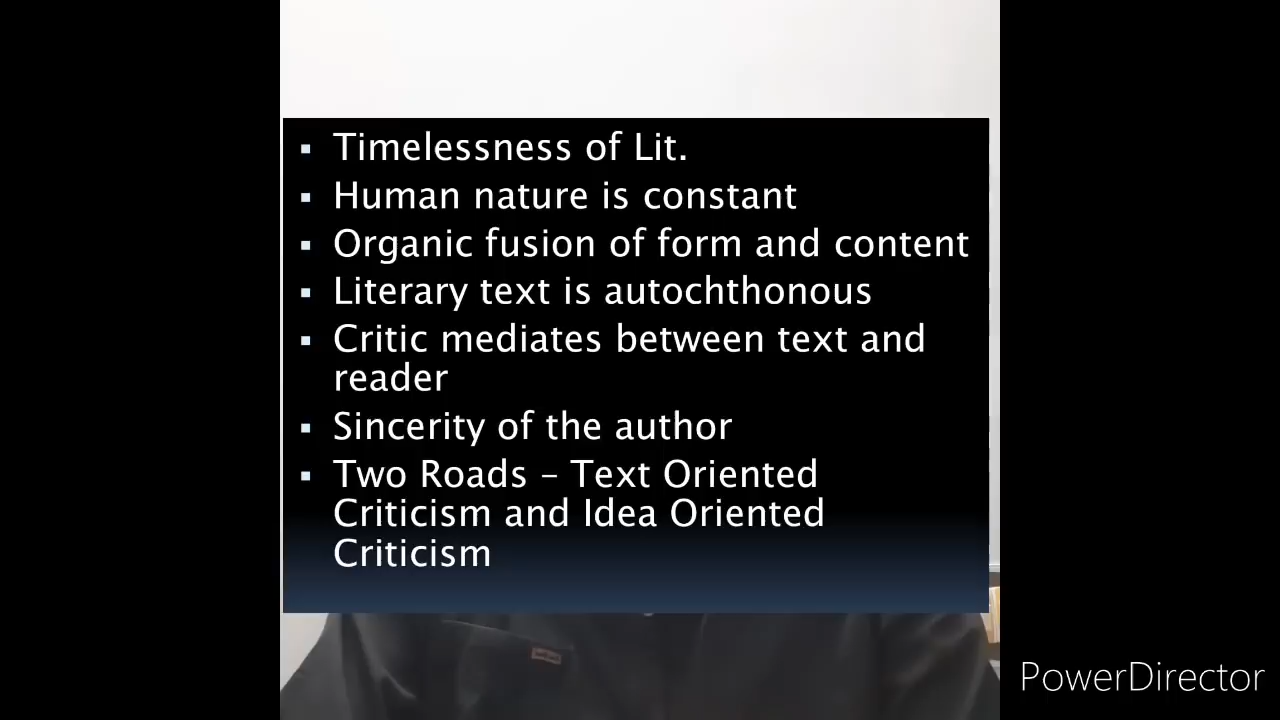 ▪ Timelessness of Lit.
▪ Human nature is constant
▪ Organic fusion of form and content
▪ Literary text is autochthonous
▪ Critic mediates between text and
reader
▪ Sincerity of the author
▪ Two Roads – Text Oriented
Criticism and Idea Oriented
Criticism
PowerDirector